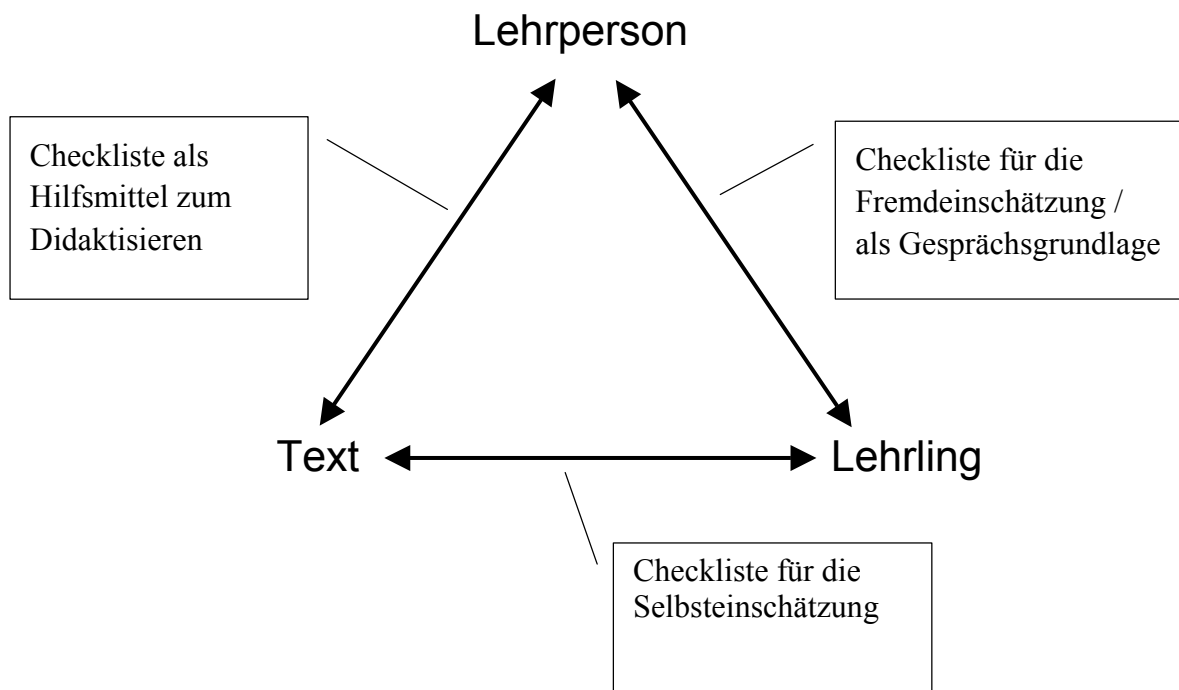 Lehrperson
Checkliste als
Hilfsmittel zum
Didaktisieren
Checkliste für die
Fremdeinschätzung /
als Gesprächsgrundlage
Text
Lehrling
Checkliste für die
Selbsteinschätzung